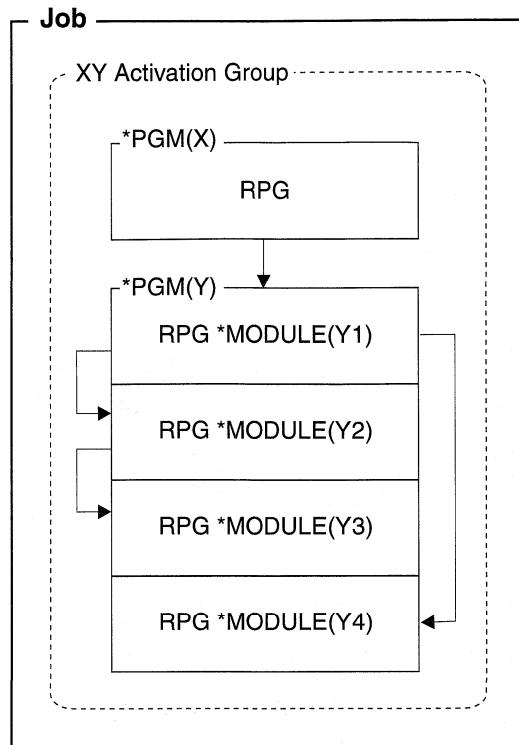 Job
XY Activation Group
*PGM(X)
RPG
*PGM(Y)
RPG *MODULE(Y1)
RPG *MODULE(Y2)
RPG *MODULE(Y3)
RPG *MODULE(Y4)